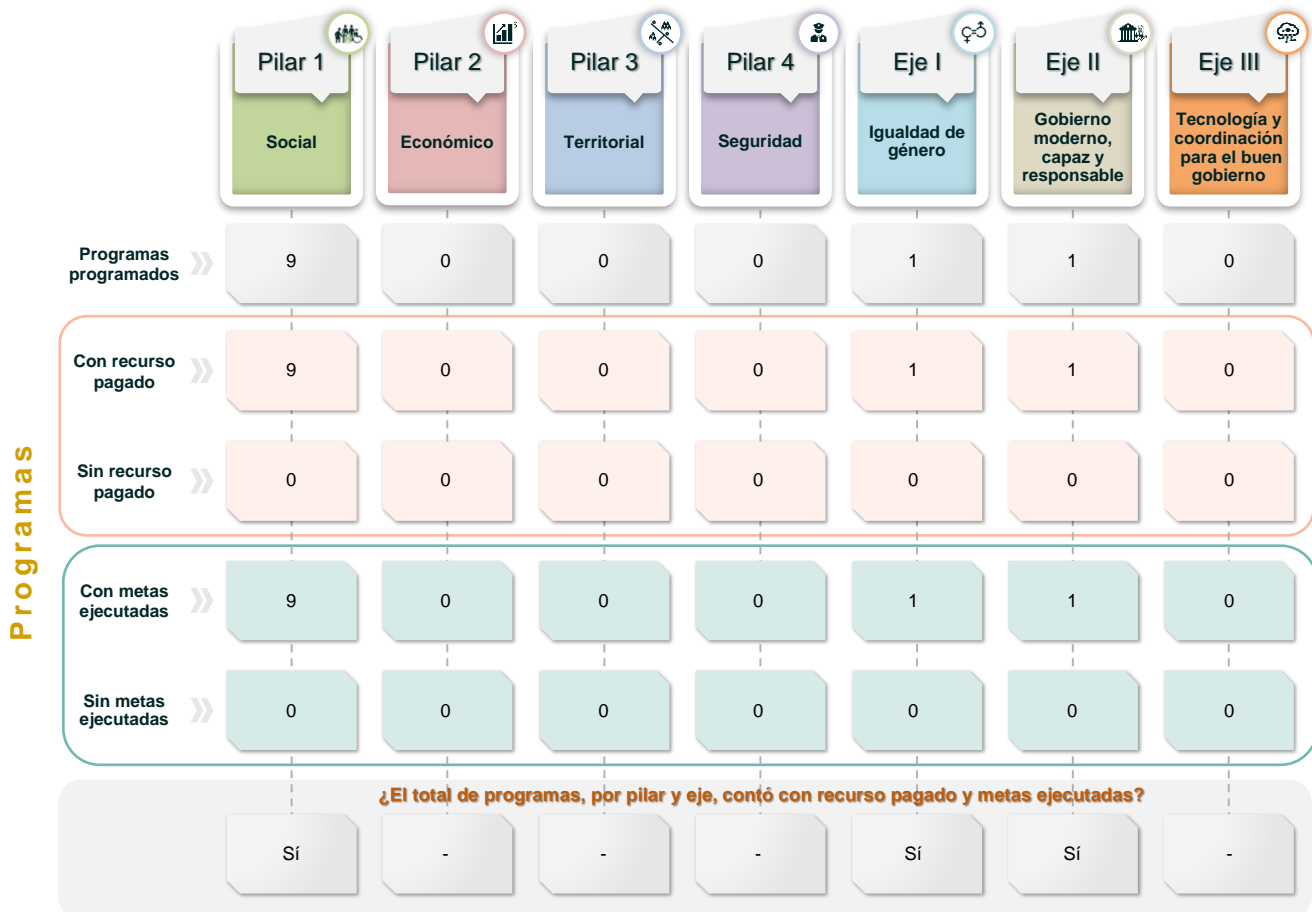 Pilar 1
Pilar 2
Pilar 3
Pilar 4
Eje I
Eje II
Eje III
Social
Económico
Territorial
Seguridad
Igualdad de
género
Gobierno
moderno,
capaz y
responsable
Tecnología y
coordinación
para el buen
gobierno
Programas
Programas
programados
9 0 0 0 1 1 0
Con recurso
pagado
9 0 0 0 1 1 0
Sin recurso
pagado
0 0 0 0 0 0 0
Con metas
ejecutadas
9 0 0 0 1 1 0
Sin metas
ejecutadas
0 0 0 0 0 0 0
¿El total de programas, por pilar y eje, contó con recurso pagado y metas ejecutadas?
Sí - - - Sí Sí -